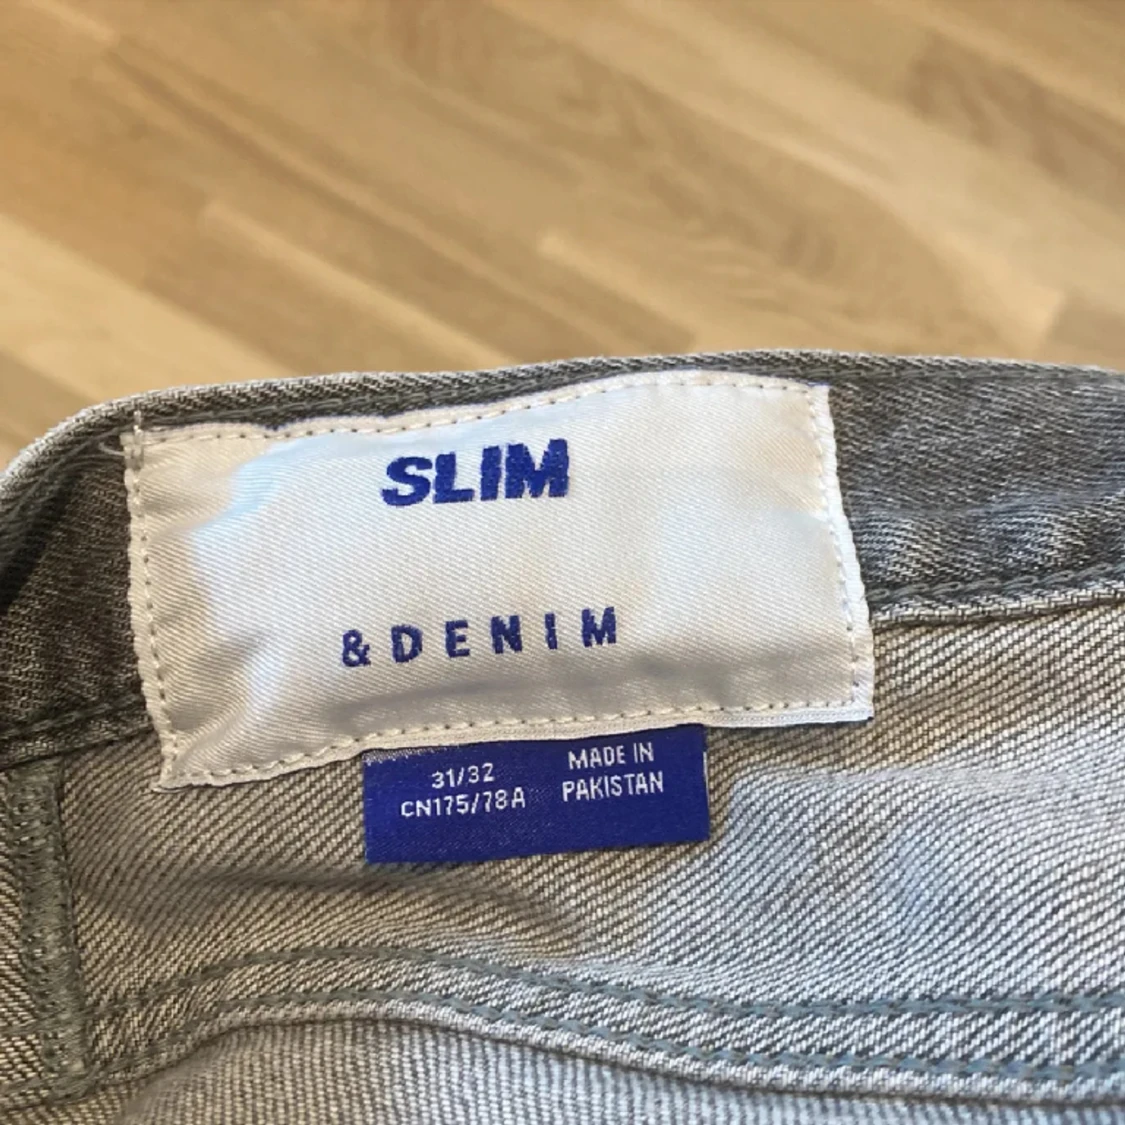 SLIM
& DENIM
31/32
CN175/78A
MADE IN
PAKISTAN